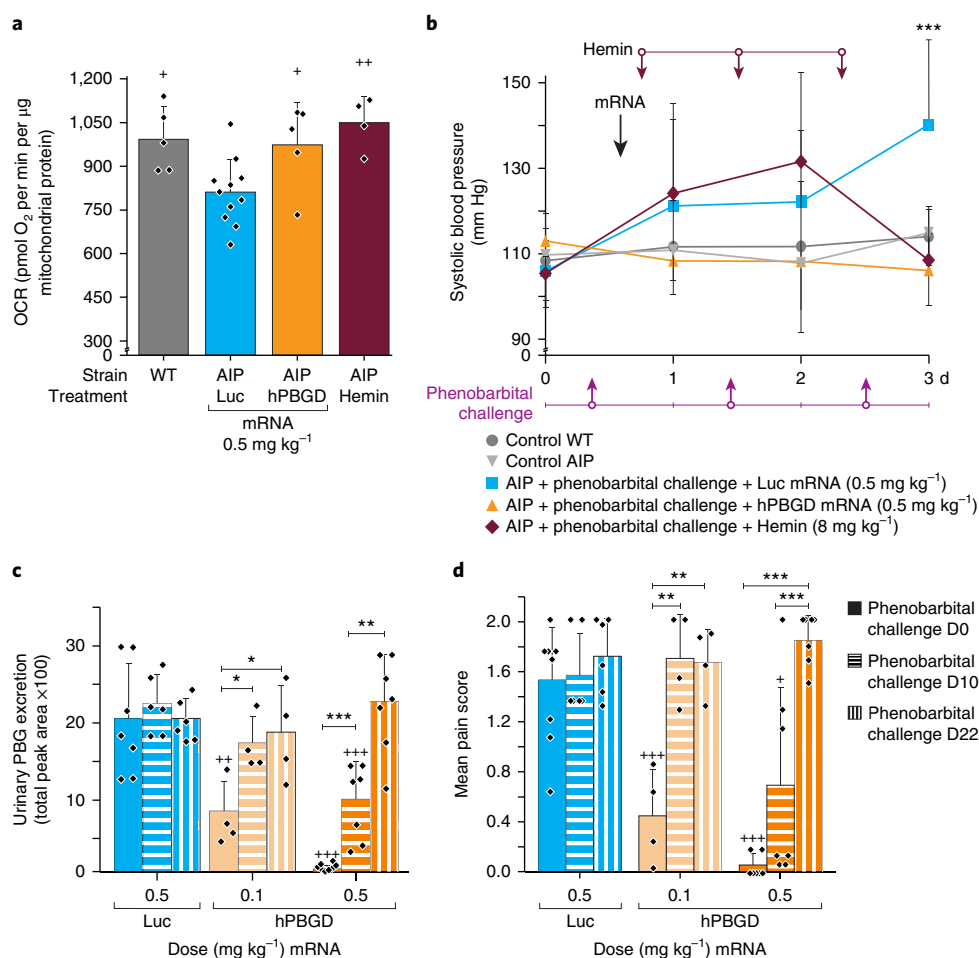 a
OCR (pmol O₂ per min per µg
mitochondrial protein)
1,200
1,050
900
750
600
450
300
0
+
+
++
Strain
Treatment
WT
AIP
Luc
AIP
hPBGD
AIP
Hemin
mRNA
0.5 mg kg⁻¹
b
Systolic blood pressure
(mm Hg)
150
130
110
90
0
Hemin
mRNA
***
0
1
2
3 d
Phenobarbital
challenge
Control WT
Control AIP
AIP + phenobarbital challenge + Luc mRNA (0.5 mg kg⁻¹)
AIP + phenobarbital challenge + hPBGD mRNA (0.5 mg kg⁻¹)
AIP + phenobarbital challenge + Hemin (8 mg kg⁻¹)
c
Urinary PBG excretion
(total peak area ×100)
30
20
10
0
++
*
*
+++
***
+++
**
0.5
0.1
0.5
Luc
hPBGD
Dose (mg kg⁻¹) mRNA
d
Mean pain score
2.0
1.6
1.2
0.8
0.4
0.0
+++
**
**
+++
***
***
+
0.5
0.1
0.5
Luc
hPBGD
Dose (mg kg⁻¹) mRNA
Phenobarbital
challenge D0
Phenobarbital
challenge D10
Phenobarbital
challenge D22